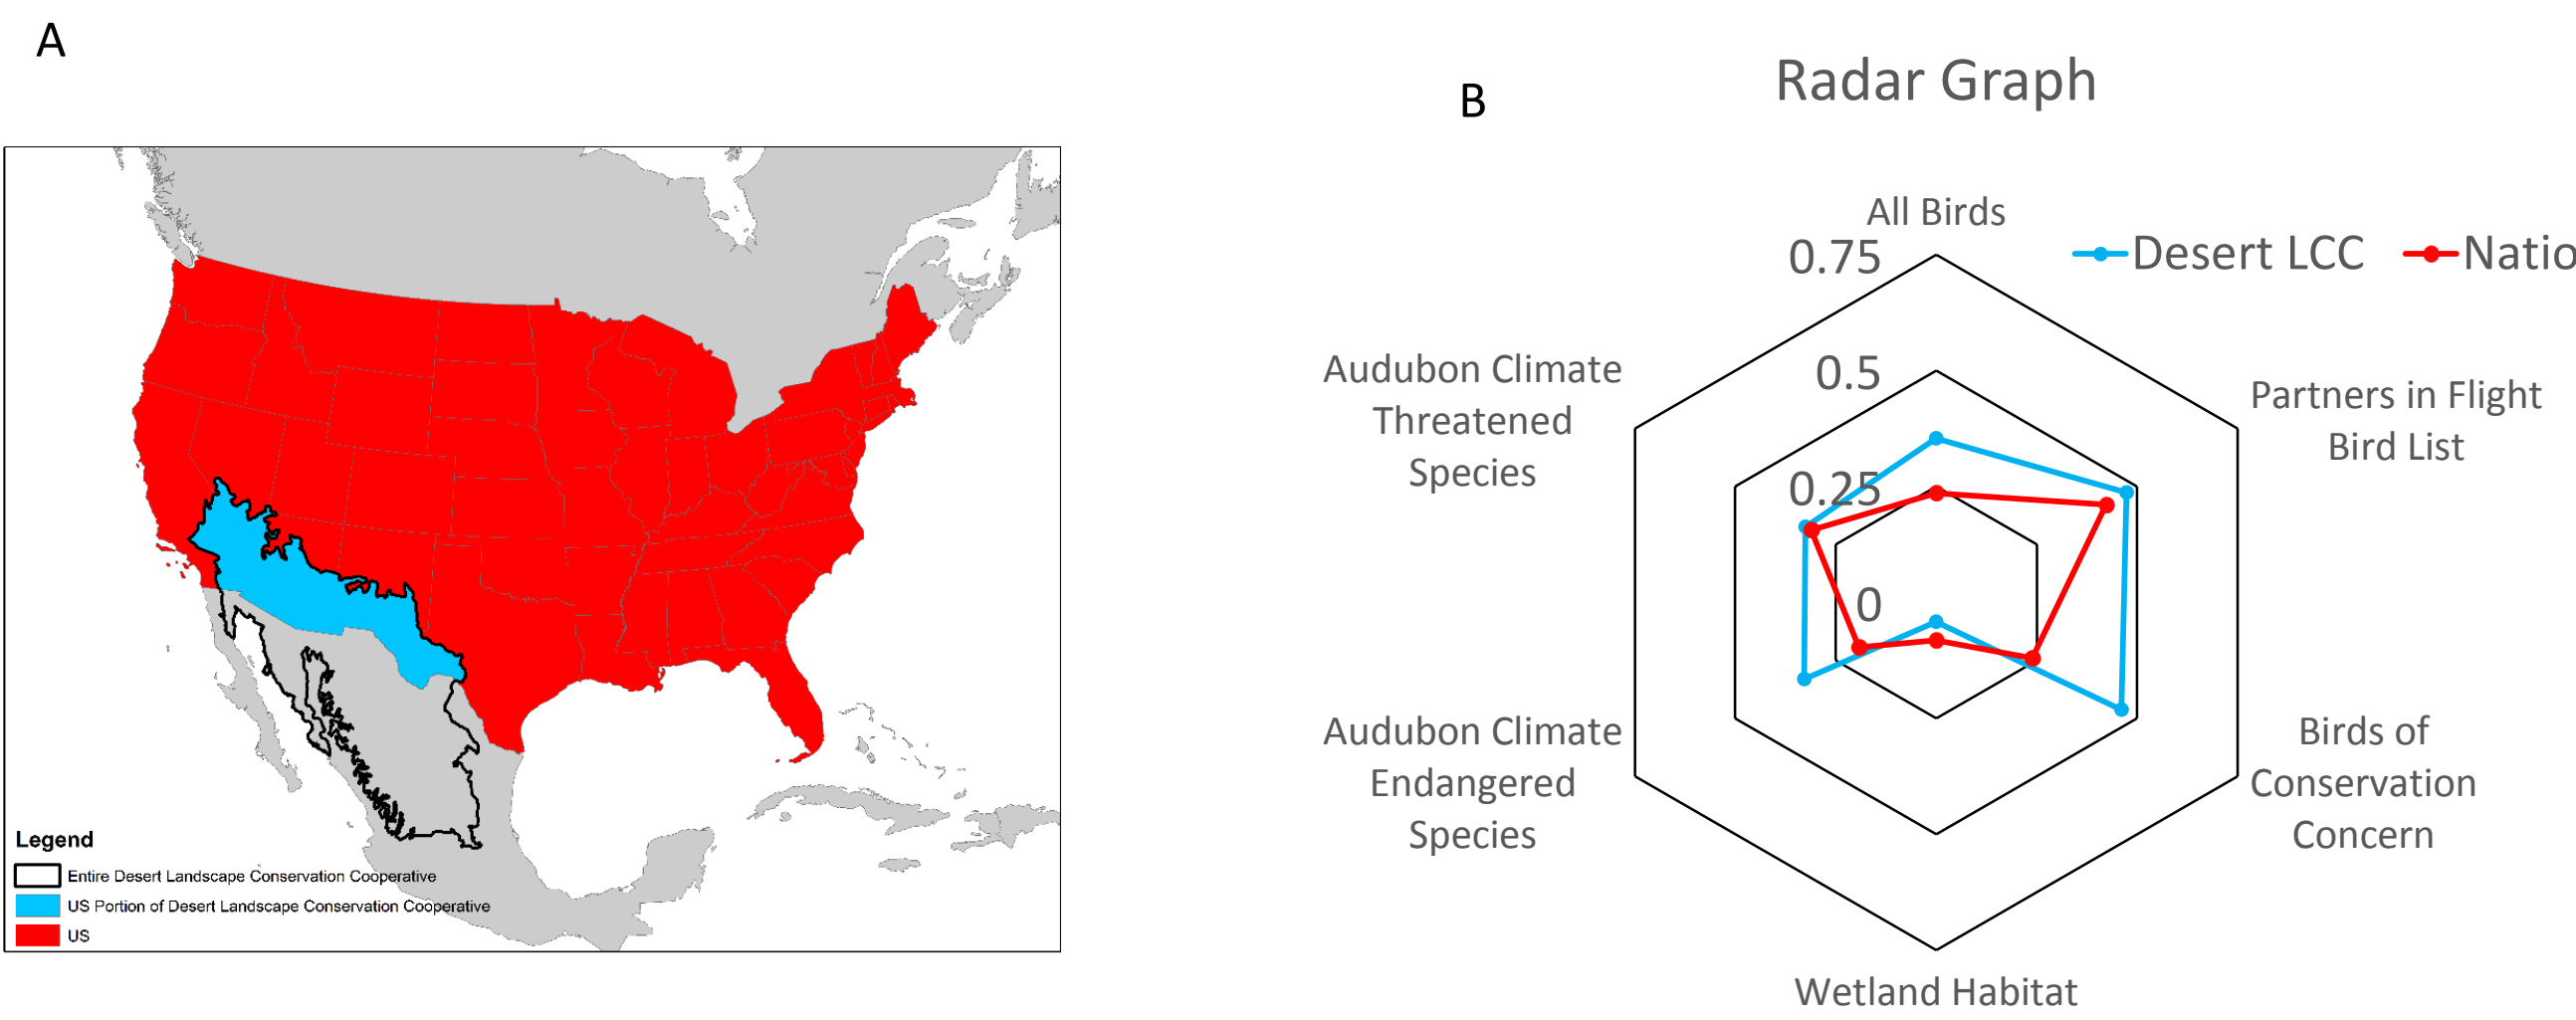 A
Legend
Entire Desert Landscape Conservation Cooperative
US Portion of Desert Landscape Conservation Cooperative
US
B
Radar Graph
All Birds
0.75
Desert LCC
Natio
0.5
0.25
0
Partners in Flight
Bird List
Birds of
Conservation
Concern
Wetland Habitat
Audubon Climate
Endangered
Species
Audubon Climate
Threatened
Species